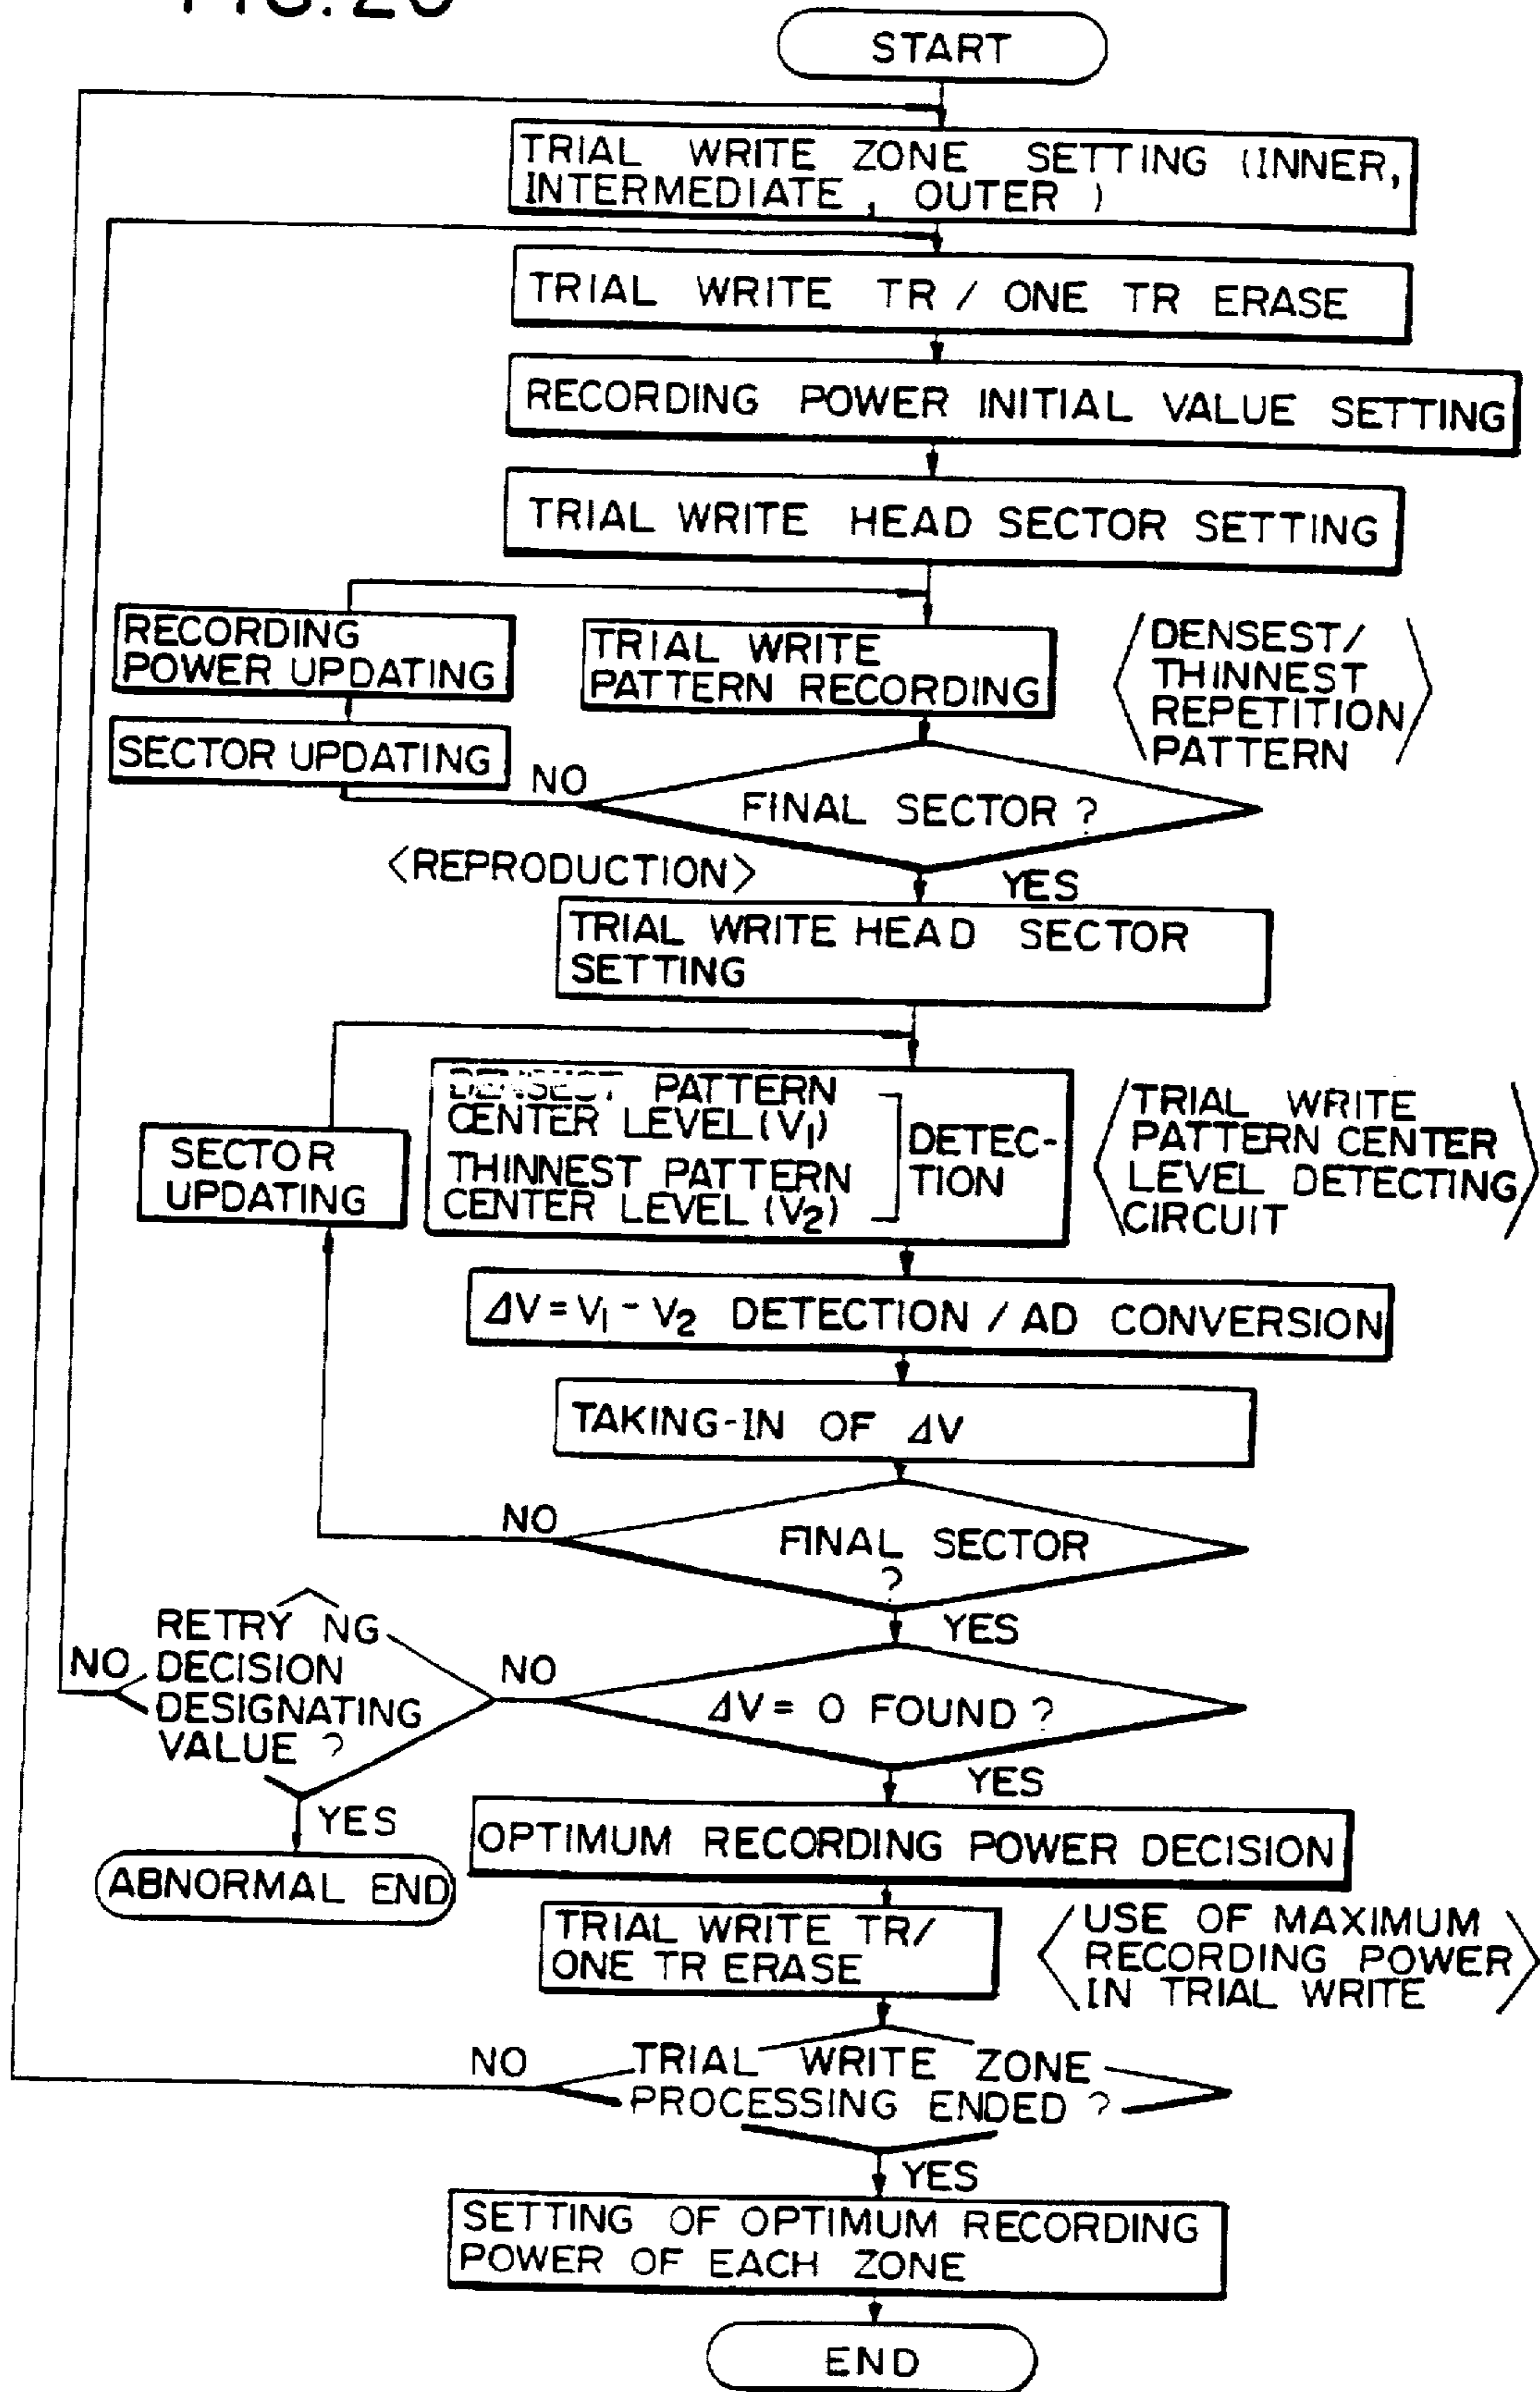 START
TRIAL WRITE ZONE SETTING (INNER,
INTERMEDIATE, OUTER )
TRIAL WRITE TR / ONE TR ERASE
RECORDING POWER INITIAL VALUE SETTING
TRIAL WRITE HEAD SECTOR SETTING
RECORDING
POWER UPDATING
TRIAL WRITE
PATTERN RECORDING
DENSEST/
THINNEST
REPETITION
PATTERN
SECTOR UPDATING
NO
FINAL SECTOR ?
<REPRODUCTION>
YES
TRIAL WRITE HEAD SECTOR
SETTING
SECTOR
UPDATING
DENSEST PATTERN
CENTER LEVEL (V₁)
THINNEST PATTERN
CENTER LEVEL (V₂)
DETEC-
TION
TRIAL WRITE
PATTERN CENTER
LEVEL DETECTING
CIRCUIT
ΔV = V₁ - V₂ DETECTION / AD CONVERSION
TAKING-IN OF ΔV
NO
FINAL SECTOR
?
YES
RETRY NG
DECISION
DESIGNATING
VALUE ?
NO
NO
ΔV = 0 FOUND ?
YES
YES
ABNORMAL END
OPTIMUM RECORDING POWER DECISION
TRIAL WRITE TR/
ONE TR ERASE
USE OF MAXIMUM
RECORDING POWER
IN TRIAL WRITE
NO
TRIAL WRITE ZONE
PROCESSING ENDED ?
YES
SETTING OF OPTIMUM RECORDING
POWER OF EACH ZONE
END